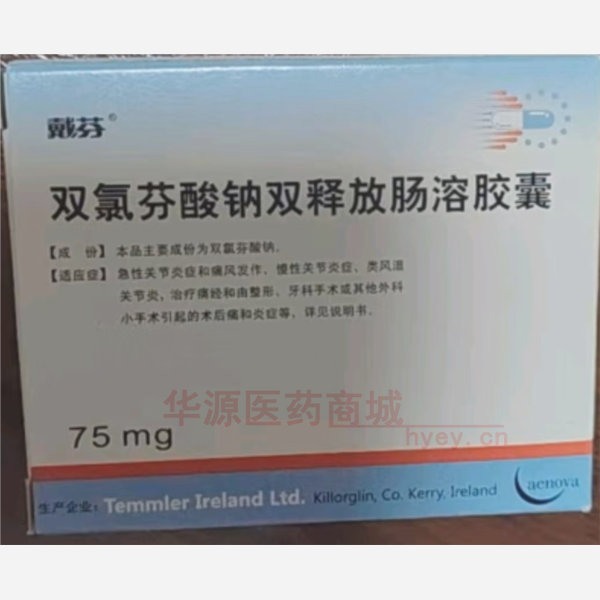 戴芬®
双氯芬酸钠双释放肠溶胶囊
【成 份】本品主要成份为双氯芬酸钠.
【适应症】急性关节炎症和痛风发作、慢性关节炎症、类风湿
关节炎, 治疗痛经和由整形、牙科手术或其他外科
小手术引起的术后痛和炎症等、详见说明书.
华源医药商城
hyey.cn
75 mg
生产企业: Temmler Ireland Ltd. Killorglin, Co. Kerry, Ireland
aenova